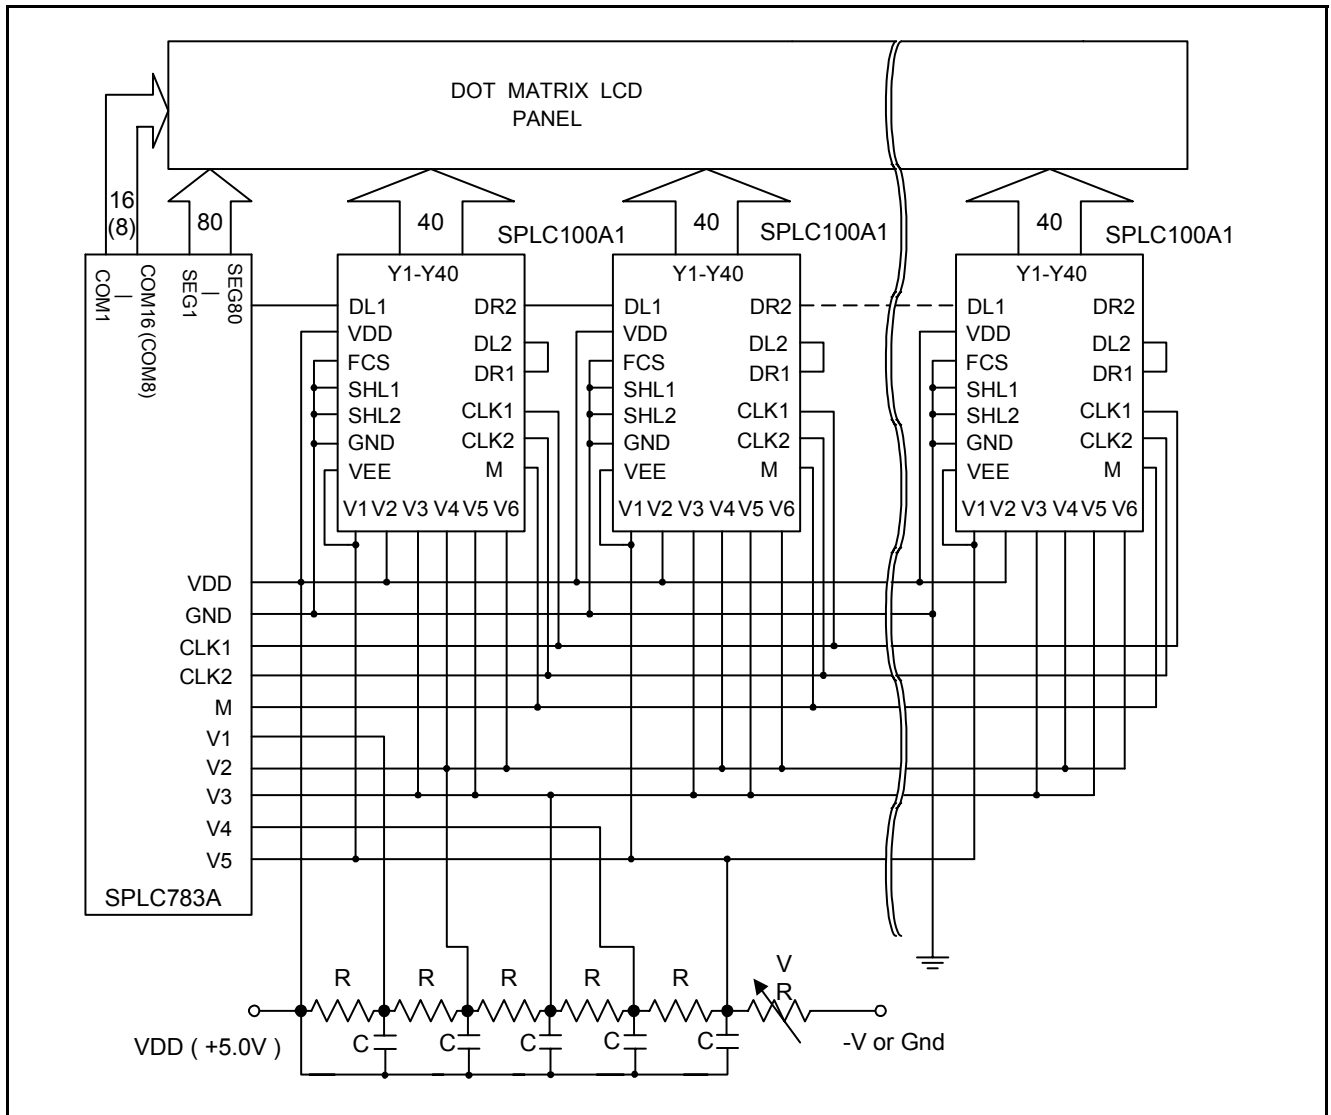 DOT MATRIX LCD
PANEL
16
(8)
80
40
SPLC100A1
40
SPLC100A1
40
SPLC100A1
COM1
—
COM16 (COM8)
SEG1
—
SEG80
Y1-Y40
DL1
VDD
FCS
SHL1
SHL2
GND
VEE
DR2
DL2
DR1
CLK1
CLK2
M
V1 V2 V3 V4 V5 V6
Y1-Y40
DL1
VDD
FCS
SHL1
SHL2
GND
VEE
DR2
DL2
DR1
CLK1
CLK2
M
V1 V2 V3 V4 V5 V6
Y1-Y40
DL1
VDD
FCS
SHL1
SHL2
GND
VEE
DR2
DL2
DR1
CLK1
CLK2
M
V1 V2 V3 V4 V5 V6
VDD
GND
CLK1
CLK2
M
V1
V2
V3
V4
V5
SPLC783A
R R R R R
V
R
C C C C C
VDD ( +5.0V )
-V or Gnd